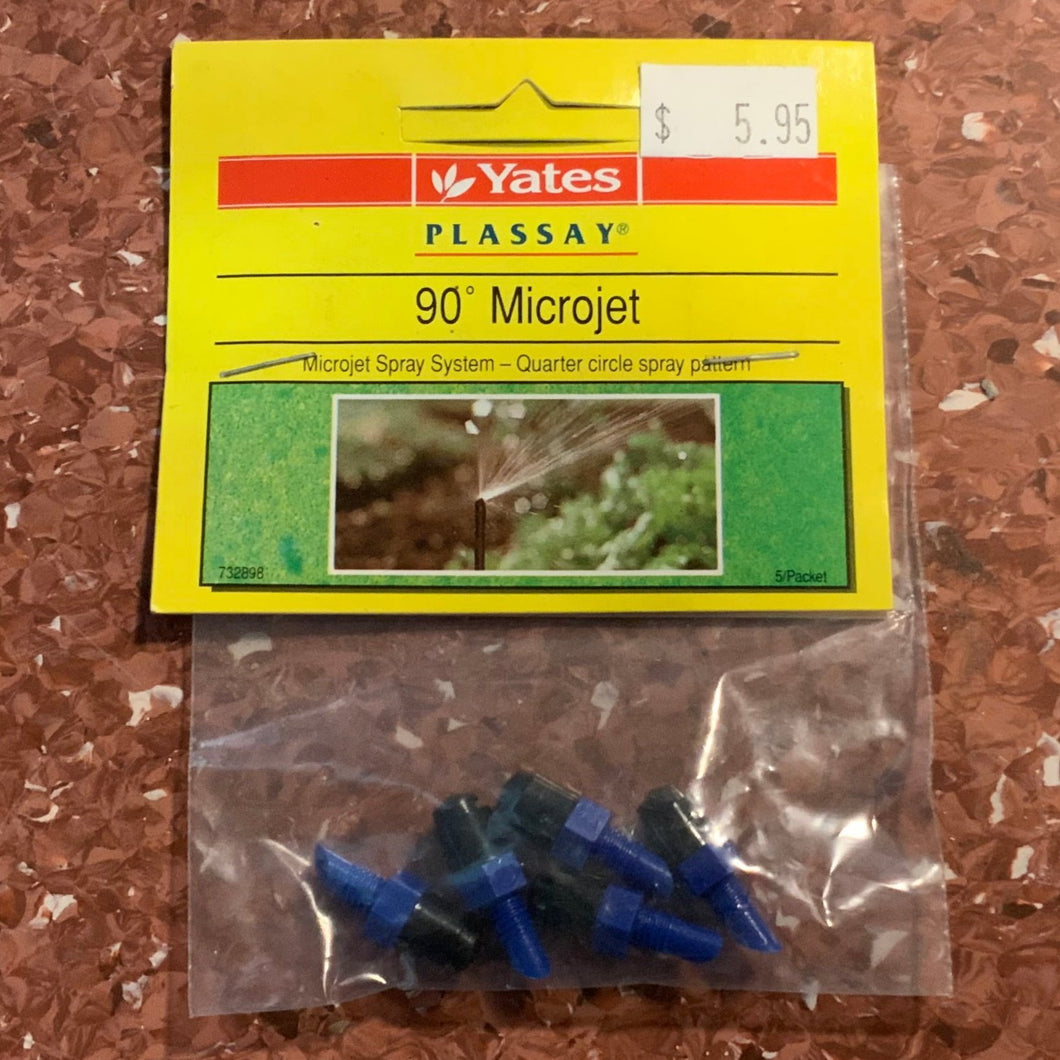 $ 5.95
Yates
PLASSAY®
90° Microjet
Microjet Spray System – Quarter circle spray pattern
732898
5/Packet